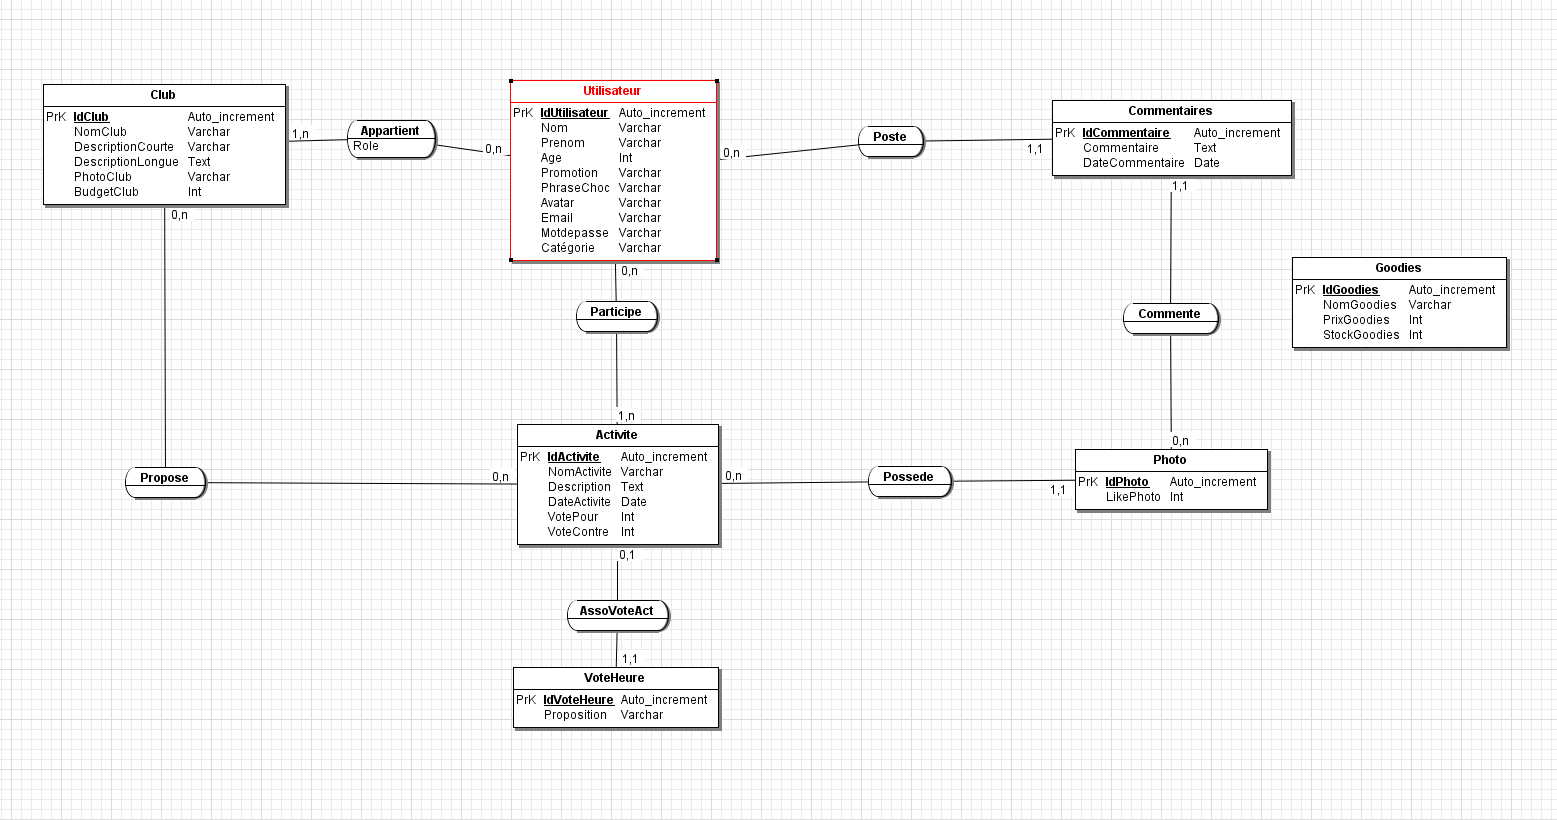 Club
PrK IdClub Auto_increment
NomClub Varchar
DescriptionCourte Varchar
DescriptionLongue Text
PhotoClub Varchar
BudgetClub Int
1,n
Appartient
Role
0,n
Utilisateur
PrK IdUtilisateur Auto_increment
Nom Varchar
Prenom Varchar
Age Int
Promotion Varchar
PhraseChoc Varchar
Avatar Varchar
Email Varchar
Motdepasse Varchar
Catégorie Varchar
0,n
Poste
1,1
Commentaires
PrK IdCommentaire Auto_increment
Commentaire Text
DateCommentaire Date
0,n
0,n
1,1
Participe
Commente
Goodies
PrK IdGoodies Auto_increment
NomGoodies Varchar
PrixGoodies Int
StockGoodies Int
1,n
0,n
Propose
0,n
Activite
PrK IdActivite Auto_increment
NomActivite Varchar
Description Text
DateActivite Date
VotePour Int
VoteContre Int
0,n
Possede
1,1
Photo
PrK IdPhoto Auto_increment
LikePhoto Int
0,1
AssoVoteAct
1,1
VoteHeure
PrK IdVoteHeure Auto_increment
Proposition Varchar